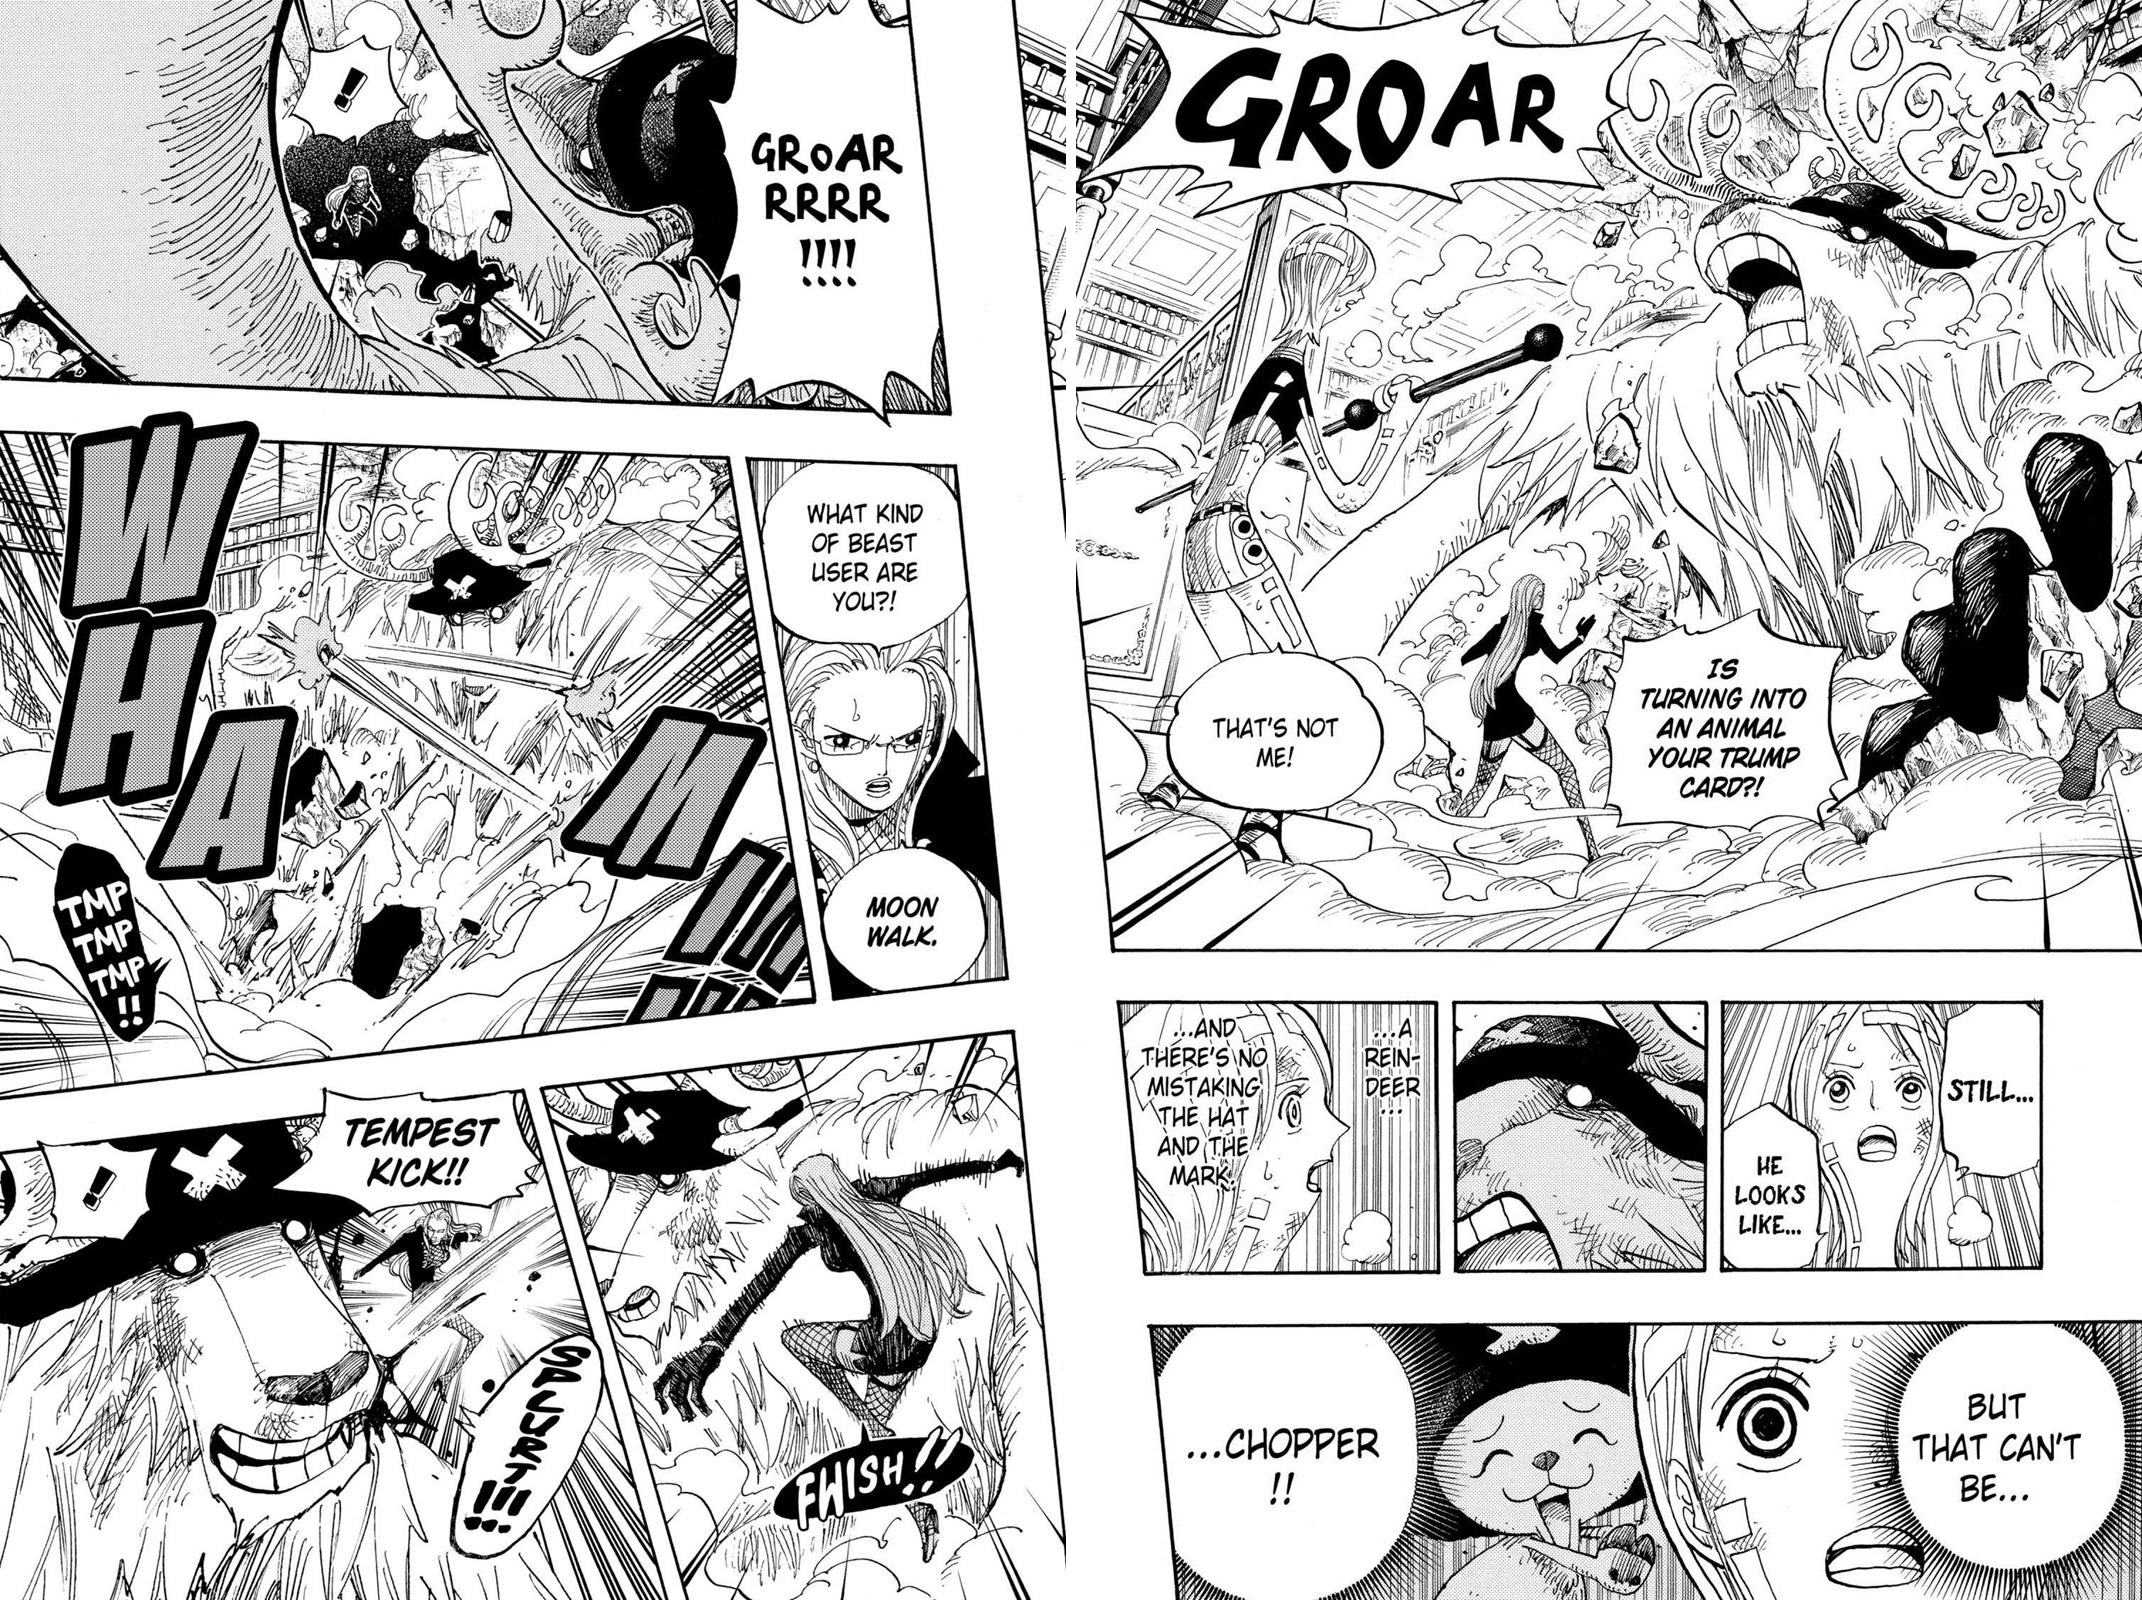 GROAR
IS
TURNING INTO
AN ANIMAL
YOUR TRUMP
CARD?!
THAT'S NOT
ME!
STILL...
HE
LOOKS
LIKE...
...A
REIN-
DEER
...
...AND
THERE'S NO
MISTAKING
THE HAT
AND THE
MARK.
BUT
THAT CAN'T
BE...
...CHOPPER
!!
GROAR
RRRR
!!!!
!
WHAT KIND
OF BEAST
USER ARE
YOU?!
MOON
WALK.
WHAM
!!!
TMP
TMP
TMP
!!
FWISH!!
TEMPEST
KICK!!
!
SPLURT!!!